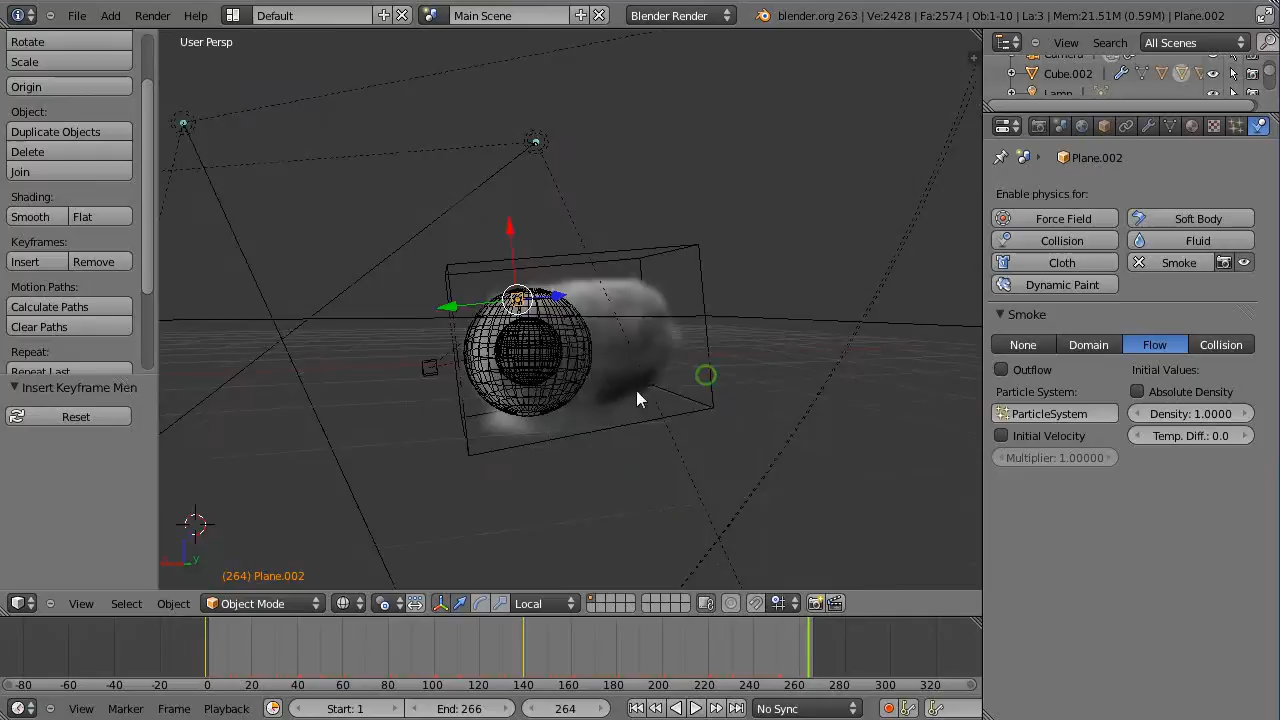 File Add Render Help Default Main Scene Blender Render blender.org 263 | Ve:2428 | Fa:2574 | Ob:1-10 | La:3 | Mem:21.51M (0.59M) | Plane.002
Rotate
Scale
Origin
Object:
Duplicate Objects
Delete
Join
Shading:
Smooth Flat
Keyframes:
Insert Remove
Motion Paths:
Calculate Paths
Clear Paths
Repeat:
Repeat Last
Insert Keyframe Men
Reset
User Persp
(264) Plane.002
View Select Object Object Mode Local
-80 -60 -40 -20 0 20 40 60 80 100 120 140 160 180 200 220 240 260 280 300 320
View Marker Frame Playback Start: 1 End: 266 264 No Sync
View Search All Scenes
Camera
Cube.002
Lamp
Plane.002
Enable physics for:
Force Field Soft Body
Collision Fluid
Cloth Smoke
Dynamic Paint
Smoke
None Domain Flow Collision
Outflow Initial Values:
Particle System: Absolute Density
ParticleSystem Density: 1.0000
Initial Velocity Temp. Diff.: 0.0
Multiplier: 1.00000